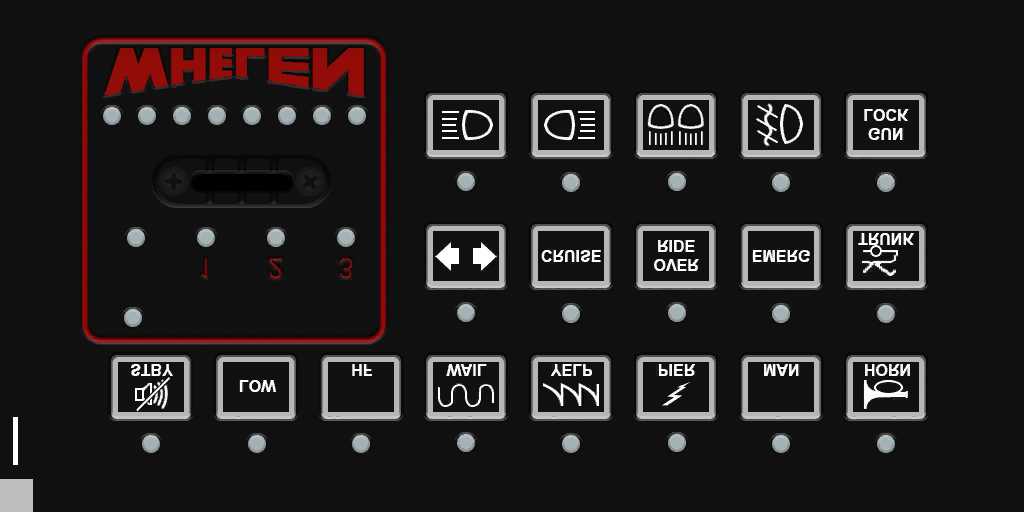 WHELEN
GUN
LOCK
CRUISE
OVER
RIDE
EMERG
TRUNK
1
2
3
STBY
LOW
HF
WAIL
YELP
PIER
MAN
HORN